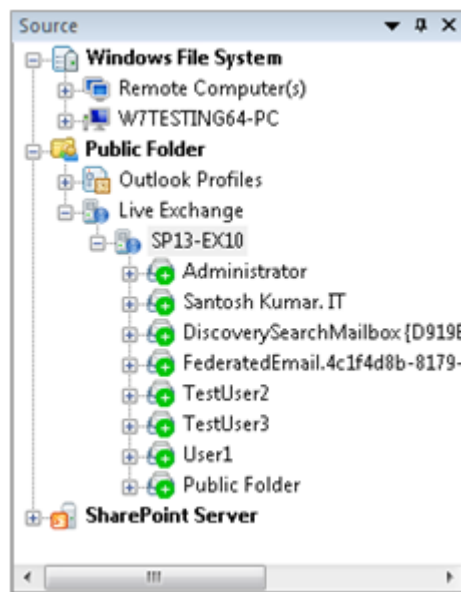 Source
Windows File System
Remote Computer(s)
W7TESTING64-PC
Public Folder
Outlook Profiles
Live Exchange
SP13-EX10
Administrator
Santosh Kumar. IT
DiscoverySearchMailbox{D919E
FederatedEmail.4c1f4d8b-8179-
TestUser2
TestUser3
User1
Public Folder
SharePoint Server